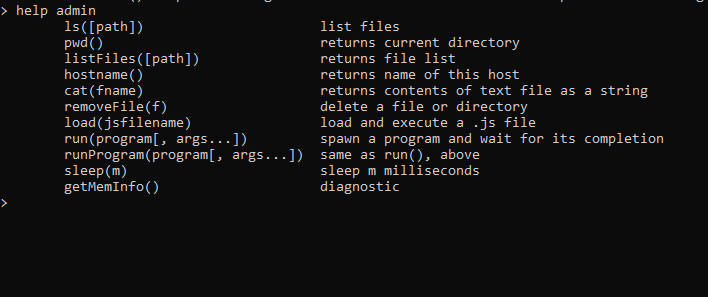 > help admin
ls([path]) list files
pwd() returns current directory
listFiles([path]) returns file list
hostname() returns name of this host
cat(fname) returns contents of text file as a string
removeFile(f) delete a file or directory
load(jsfilename) load and execute a .js file
run(program[, args...]) spawn a program and wait for its completion
runProgram(program[, args...]) same as run(), above
sleep(m) sleep m milliseconds
getMemInfo() diagnostic
>